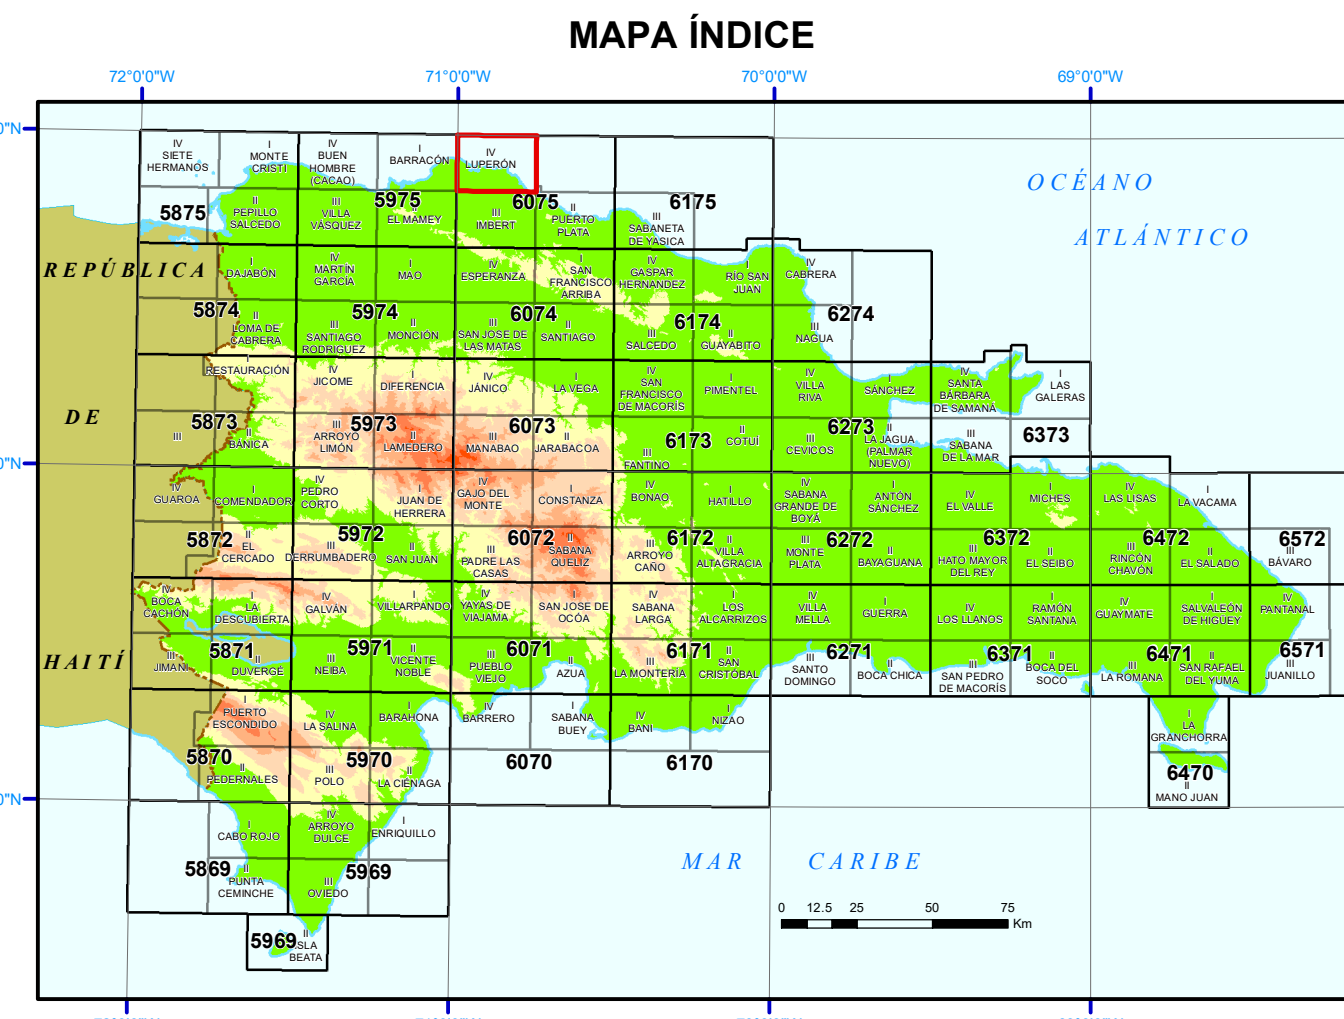 MAPA ÍNDICE
72°0'0"W
71°0'0"W
70°0'0"W
69°0'0"W
0"N
IV
SIETE
HERMANOS
I
MONTE
CRISTI
IV
BUEN
HOMBRE
(CACAO)
I
BARRACÓN
IV
LUPERÓN
OCÉANO
ATLÁNTICO
5875
II
PEPILLO
SALCEDO
III
VILLA
VÁSQUEZ
5975
II
EL MAMEY
III
IMBERT
6075
II
PUERTO
PLATA
III
SABANETA
DE YASICA
6175
REPÚBLICA
I
DAJABÓN
IV
MARTÍN
GARCÍA
I
MAO
IV
ESPERANZA
I
SAN
FRANCISCO
ARRIBA
IV
GASPAR
HERNANDEZ
I
RÍO SAN
JUAN
IV
CABRERA
5874
II
LOMA DE
CABRERA
5974
III
SANTIAGO
RODRIGUEZ
II
MONCIÓN
III
SAN JOSE DE
LAS MATAS
6074
II
SANTIAGO
III
SALCEDO
6174
II
GUAYABITO
III
NAGUA
6274
I
RESTAURACIÓN
IV
JICOME
I
DIFERENCIA
IV
JÁNICO
I
LA VEGA
IV
SAN
FRANCISCO
DE MACORÍS
I
PIMENTEL
IV
VILLA
RIVA
I
SÁNCHEZ
IV
SANTA
BÁRBARA
DE SAMANÁ
I
LAS
GALERAS
DE
III
5873
II
BÁNICA
III
ARROYO
LIMÓN
5973
II
LAMEDERO
III
MANABAO
6073
II
JARABACOA
III
FANTINO
6173
II
COTUÍ
III
CEVICOS
6273
II
LA JAGUA
(PALMAR
NUEVO)
III
SABANA
DE LA MAR
6373
0"N
IV
GUAROA
I
COMENDADOR
IV
PEDRO
CORTO
I
JUAN DE
HERRERA
IV
GAJO DEL
MONTE
I
CONSTANZA
IV
BONAO
I
HATILLO
IV
SABANA
GRANDE DE
BOYÁ
I
ANTÓN
SÁNCHEZ
IV
EL VALLE
I
MICHES
IV
LAS LISAS
I
LA VACAMA
5872
II
EL
CERCADO
III
DERRUMBADERO
5972
II
SAN JUAN
III
PADRE LAS
CASAS
6072
II
SABANA
QUELIZ
III
ARROYO
CAÑO
6172
II
VILLA
ALTAGRACIA
III
MONTE
PLATA
6272
II
BAYAGUANA
III
HATO MAYOR
DEL REY
6372
II
EL SEIBO
III
RINCÓN
CHAVÓN
6472
II
EL SALADO
6572
III
BÁVARO
IV
BOCA
CACHÓN
I
LA
DESCUBIERTA
IV
GALVÁN
I
VILLARPANDO
IV
YAYAS DE
VIAJAMA
I
SAN JOSE DE
OCÓA
IV
SABANA
LARGA
I
LOS
ALCARRIZOS
IV
VILLA
MELLA
I
GUERRA
IV
LOS LLANOS
I
RAMÓN
SANTANA
IV
GUAYMATE
I
SALVALEÓN
DE HIGÜEY
IV
PANTANAL
HAITÍ
III
JIMANI
5871
II
DUVERGE
III
NEIBA
5971
II
VICENTE
NOBLE
III
PUEBLO
VIEJO
6071
II
AZUA
III
LA MONTERÍA
6171
II
SAN
CRISTÓBAL
III
SANTO
DOMINGO
6271
II
BOCA CHICA
III
SAN PEDRO
DE MACORÍS
6371
II
BOCA DEL
SOCO
III
LA ROMANA
6471
II
SAN RAFAEL
DEL YUMA
6571
III
JUANILLO
I
PUERTO
ESCONDIDO
IV
LA SALINA
I
BARAHONA
IV
BARRERO
I
SABANA
BUEY
IV
BANI
I
NIZAO
I
LA
GRANCHORRA
5870
II
PEDERNALES
III
POLO
5970
II
LA CIÉNAGA
6070
6170
6470
II
MANO JUAN
0"N
I
CABO ROJO
IV
ARROYO
DULCE
I
ENRIQUILLO
MAR CARIBE
5869
II
PUNTA
CEMINCHE
III
OVIEDO
5969
0 12.5 25 50 75
Km
5969
II
ISLA
BEATA